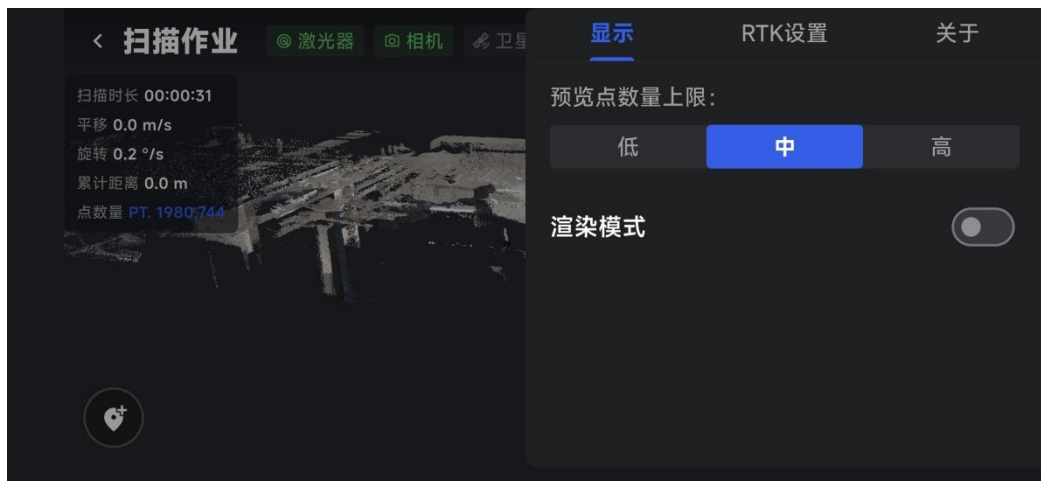 扫描作业 激光器 相机 卫星
显示 RTK设置 关于
扫描时长 00:00:31
平移 0.0 m/s
旋转 0.2 °/s
累计距离 0.0 m
点数量 PT. 1980,744
预览点数量上限：
低 中 高
渲染模式